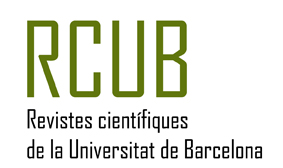 RCUB
Revistes científiques
de la Universitat de Barcelona